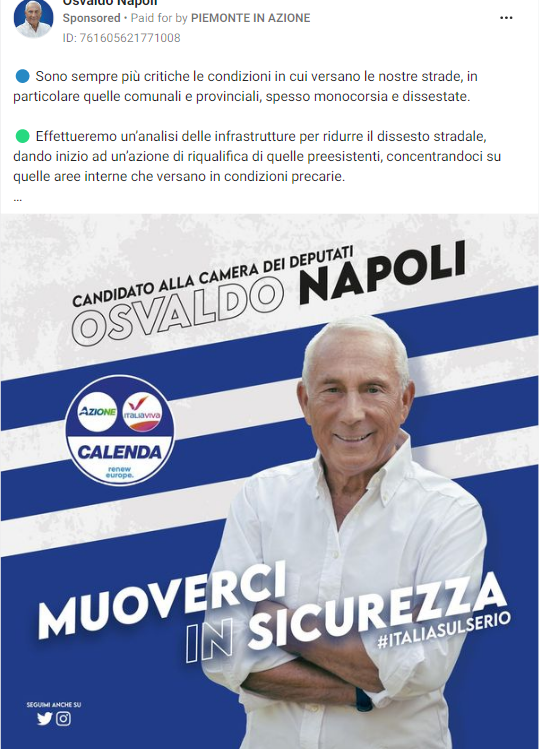 Osvaldo Napoli
Sponsored • Paid for by PIEMONTE IN AZIONE
ID: 761605621771008
Sono sempre più critiche le condizioni in cui versano le nostre strade, in
particolare quelle comunali e provinciali, spesso monocorsia e dissestate.
Effettueremo un'analisi delle infrastrutture per ridurre il dissesto stradale,
dando inizio ad un'azione di riqualifica di quelle preesistenti, concentrandoci su
quelle aree interne che versano in condizioni precarie.
...
CANDIDATO ALLA CAMERA DEI DEPUTATI
OSVALDO NAPOLI
AZIONE
ITALIAVIVA
CALENDA
renew
europe.
MUOVERCI
IN SICUREZZA
#ITALIASULSERIO
SEGUIMI ANCHE SU